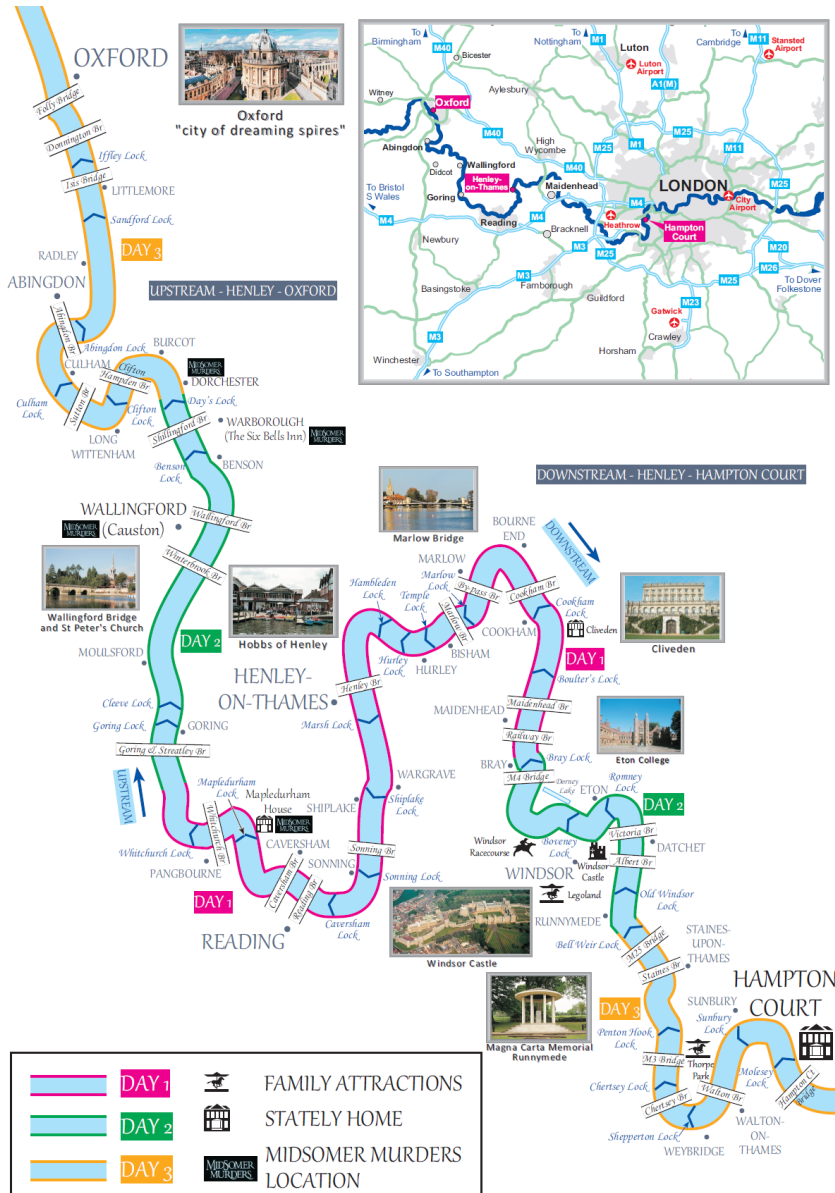 OXFORD
Folly Bridge
Donnington Br
Iffley Lock
Isis Bridge
LITTLEMORE
Sandford Lock
DAY 3
RADLEY
ABINGDON
UPSTREAM - HENLEY - OXFORD
Oxford
"city of dreaming spires"
Abingdon Br
Abingdon Lock
CULHAM
Culham
Lock
Sutton Br
BURCOT
Clifton
Hampden Br
Clifton
Lock
LONG
WITTENHAM
MIDSOMER
MURDERS
DORCHESTER
Day's Lock
Shillingford Br
WARBOROUGH
(The Six Bells Inn)
MIDSOMER
MURDERS
Benson
Lock
BENSON
WALLINGFORD
(Causton)
MIDSOMER
MURDERS
Wallingford Br
Winterbrook Br
Wallingford Bridge
and St Peter's Church
DAY 2
MOULSFORD
Cleeve Lock
Goring Lock
GORING
Goring & Streatley Br
UPSTREAM
Whitchurch Lock
Whitchurch Br
PANGBOURNE
Mapledurham
Lock
Mapledurham
House
MIDSOMER
MURDERS
DAY 1
CAVERSHAM
Caversham Br
Reading Br
READING
Caversham
Lock
SONNING
Sonning Lock
Sonning Br
SHIPLAKE
Shiplake
Lock
WARGRAVE
Marsh Lock
HENLEY-
ON-THAMES
Henley Br
Hobbs of Henley
To
Birmingham
M40
Bicester
To
Nottingham
M1
Luton
Luton
Airport
A1(M)
To
Cambridge
M11
Stansted
Airport
Witney
Oxford
Aylesbury
M40
Abingdon
Didcot
Wallingford
High
Wycombe
M25
M1
M25
M11
M40
Henley-
on-Thames
Maidenhead
LONDON
M25
To Bristol
S Wales
Goring
M4
City
Airport
M4
Reading
M4
Heathrow
Hampton
Court
Newbury
Bracknell
M3
M20
M25
M26
Basingstoke
M3
Farnborough
Guildford
To Dover
Folkestone
M23
Gatwick
Crawley
M3
Winchester
Horsham
To Southampton
DOWNSTREAM - HENLEY - HAMPTON COURT
Marlow Bridge
Hambleden
Lock
Hurley
Lock
HURLEY
Temple
Lock
MARLOW
Marlow
Lock
Marlow Br
BISHAM
By-pass Br
BOURNE
END
DOWNSTREAM
Cookham Br
COOKHAM
Cookham
Lock
Cliveden
Cliveden
DAY 1
Boulter's Lock
MAIDENHEAD
Maidenhead Br
Railway Br
BRAY
Bray Lock
M4 Bridge
Dorney
Lake
Eton College
ETON
Romney
Lock
DAY 2
Boveney
Lock
Windsor
Racecourse
Windsor
Castle
WINDSOR
Legoland
Victoria Br
Albert Br
DATCHET
Old Windsor
Lock
RUNNYMEDE
Bell Weir Lock
M25 Bridge
Staines Br
STAINES-
UPON-
THAMES
Windsor Castle
Magna Carta Memorial
Runnymede
DAY 3
Penton Hook
Lock
M3 Bridge
Chertsey Lock
Chertsey Br
Thorpe
Park
Shepperton Lock
WEYBRIDGE
Walton Br
WALTON-
ON-
THAMES
SUNBURY
Sunbury
Lock
Molesey
Lock
HAMPTON
COURT
Hampton Ct
Bridge
DAY 1
FAMILY ATTRACTIONS
DAY 2
STATELY HOME
DAY 3
MIDSOMER
MURDERS
MIDSOMER MURDERS
LOCATION